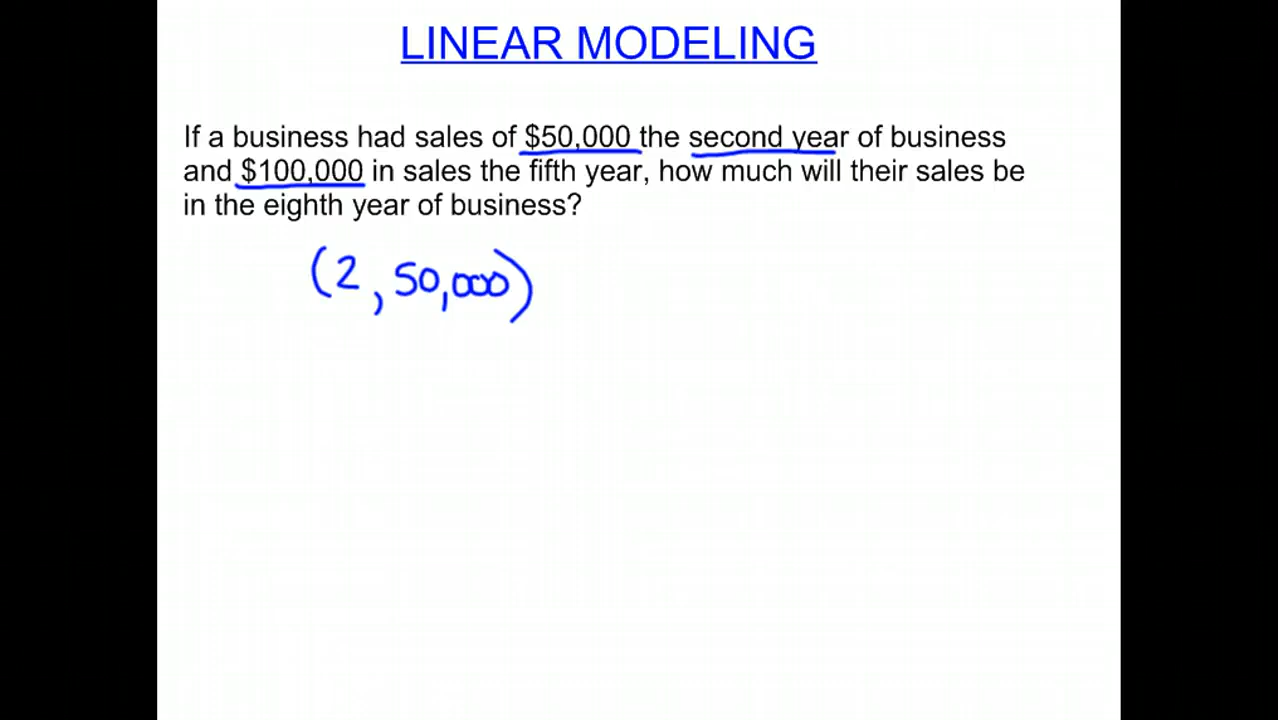 LINEAR MODELING
If a business had sales of $50,000 the second year of business
and $100,000 in sales the fifth year, how much will their sales be
in the eighth year of business?
(2, 50,000)